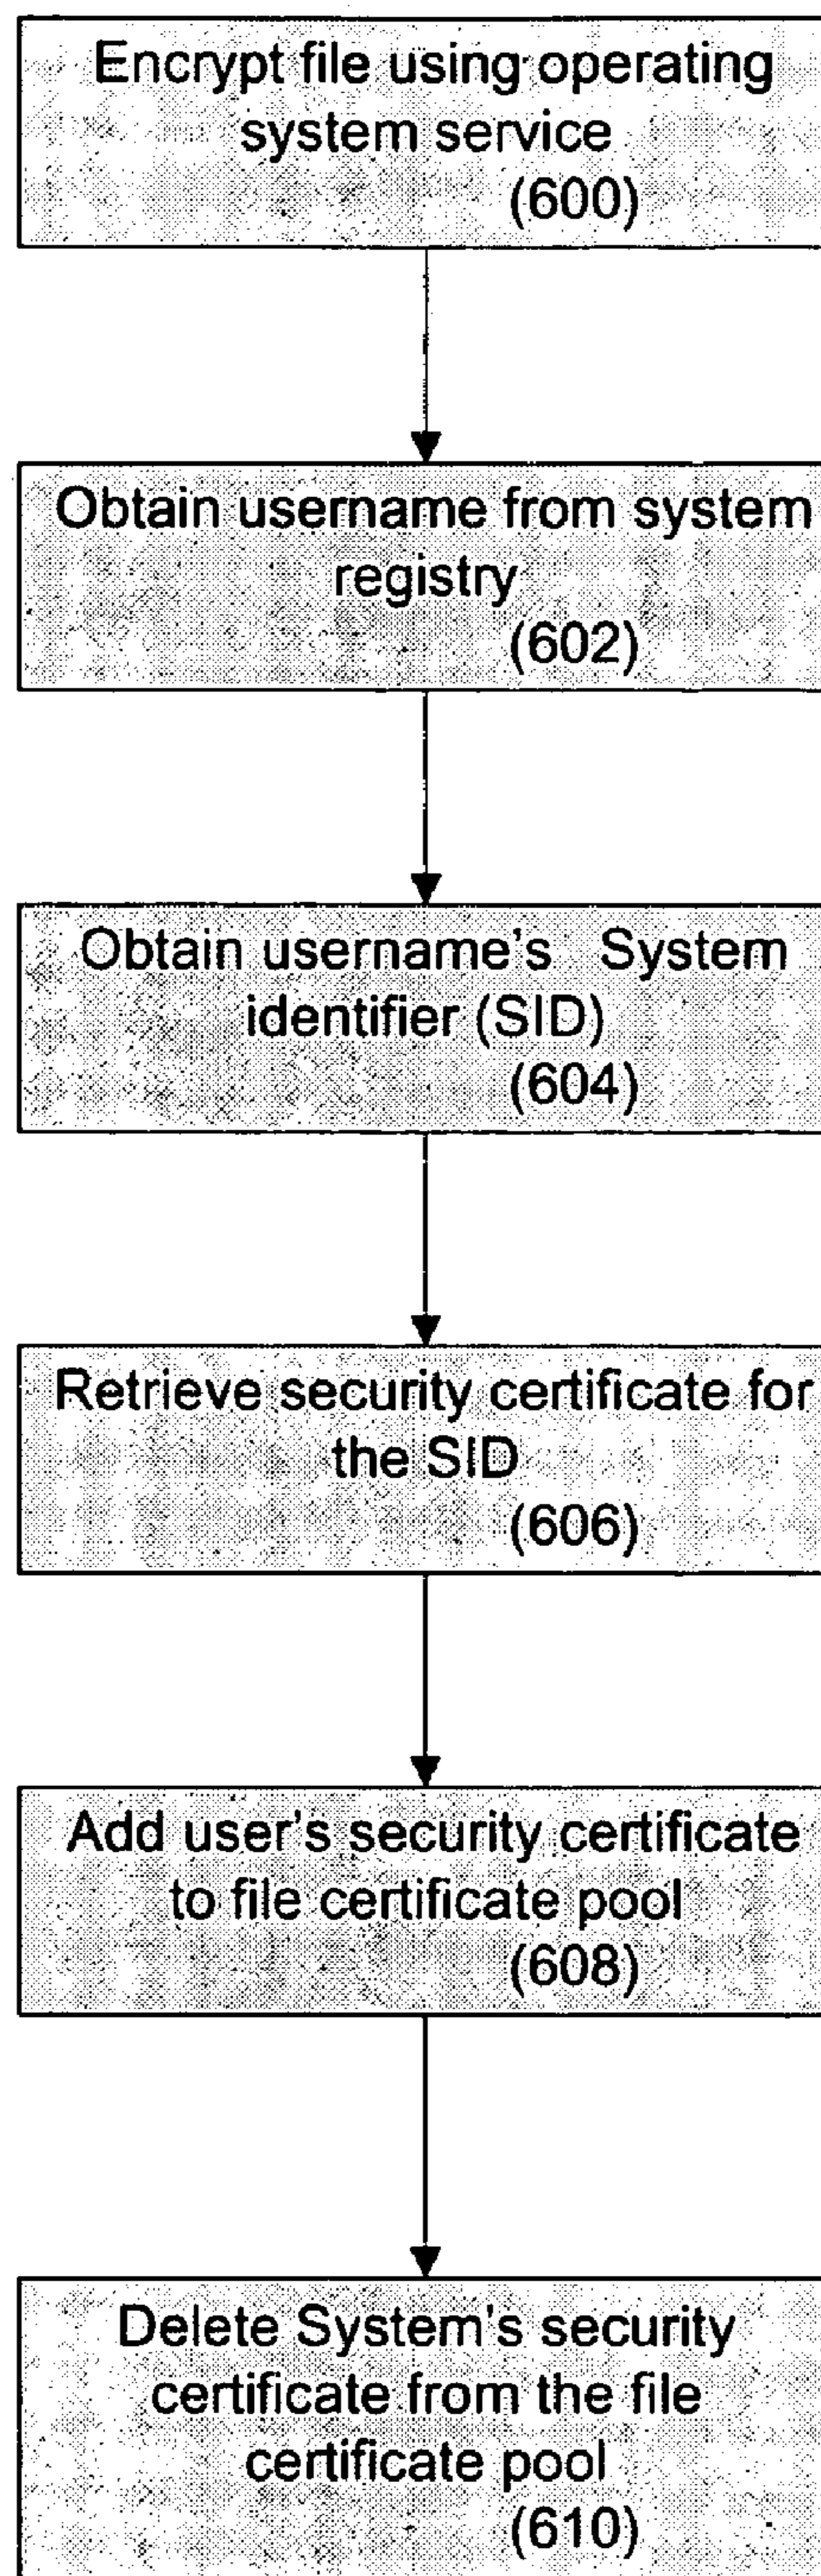 Encrypt file using operating
system service
(600)
Obtain username from system
registry
(602)
Obtain username's System
identifier (SID)
(604)
Retrieve security certificate for
the SID
(606)
Add user's security certificate
to file certificate pool
(608)
Delete System's security
certificate from the file
certificate pool
(610)